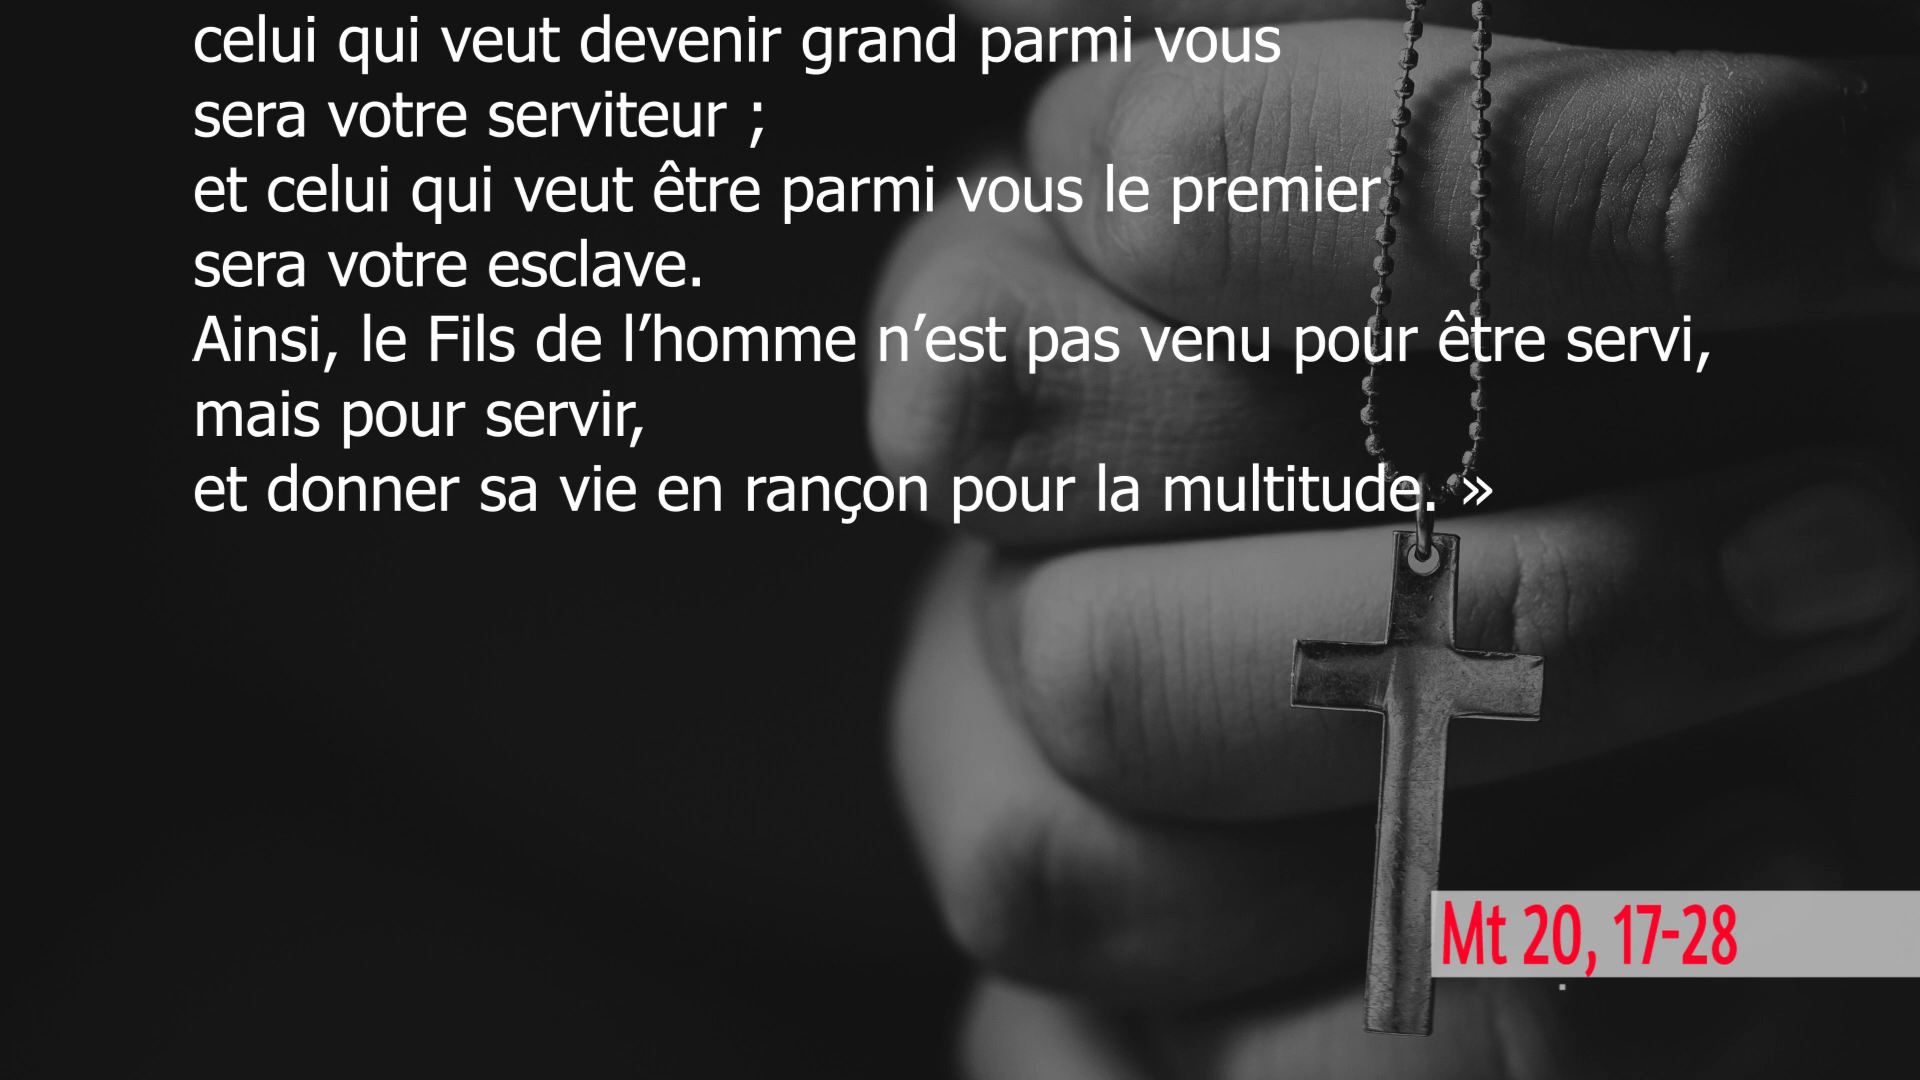 celui qui veut devenir grand parmi vous
sera votre serviteur ;
et celui qui veut être parmi vous le premier
sera votre esclave.
Ainsi, le Fils de l’homme n’est pas venu pour être servi,
mais pour servir,
et donner sa vie en rançon pour la multitude. »
Mt 20, 17-28